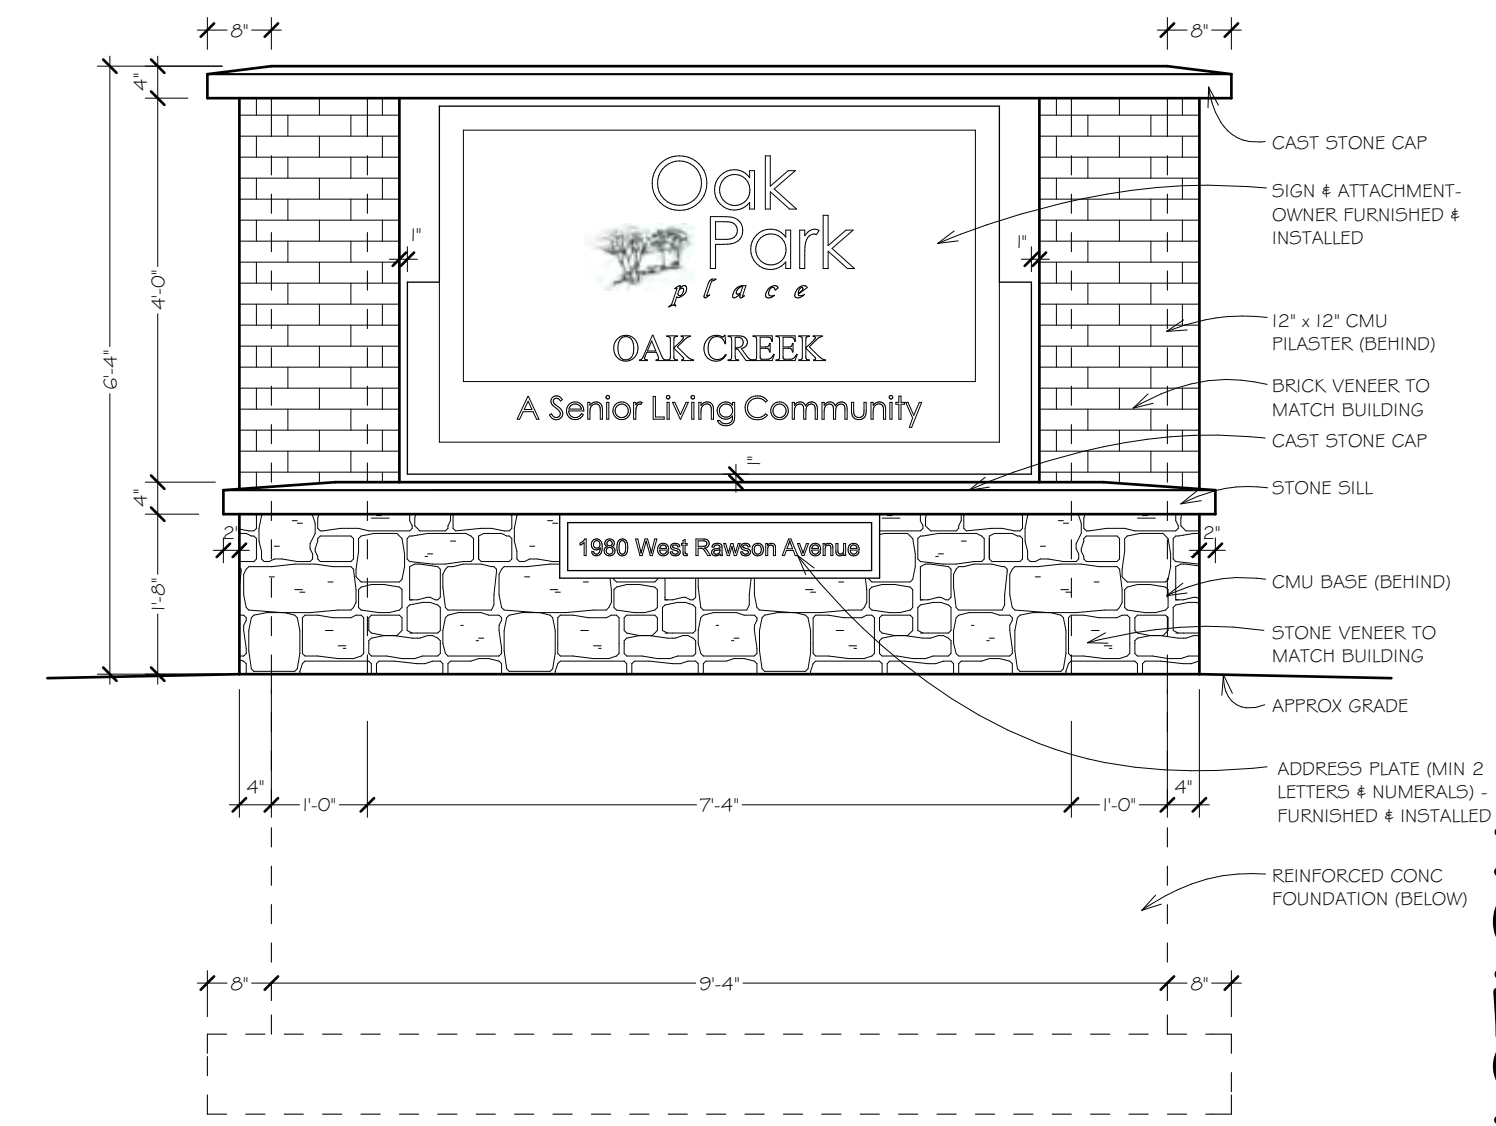 8"
8"
4"
CAST STONE CAP
SIGN & ATTACHMENT-
OWNER FURNISHED &
INSTALLED
Oak
Park
place
1"
1"
4'-0"
OAK CREEK
12" x 12" CMU
PILASTER (BEHIND)
6'-4"
A Senior Living Community
BRICK VENEER TO
MATCH BUILDING
CAST STONE CAP
1"
4"
STONE SILL
2"
1980 West Rawson Avenue
2"
1'-8"
CMU BASE (BEHIND)
STONE VENEER TO
MATCH BUILDING
APPROX GRADE
ADDRESS PLATE (MIN 2
LETTERS & NUMERALS) -
FURNISHED & INSTALLED
4"
1'-0"
7'-4"
1'-0"
4"
REINFORCED CONC
FOUNDATION (BELOW)
8"
9'-4"
8"